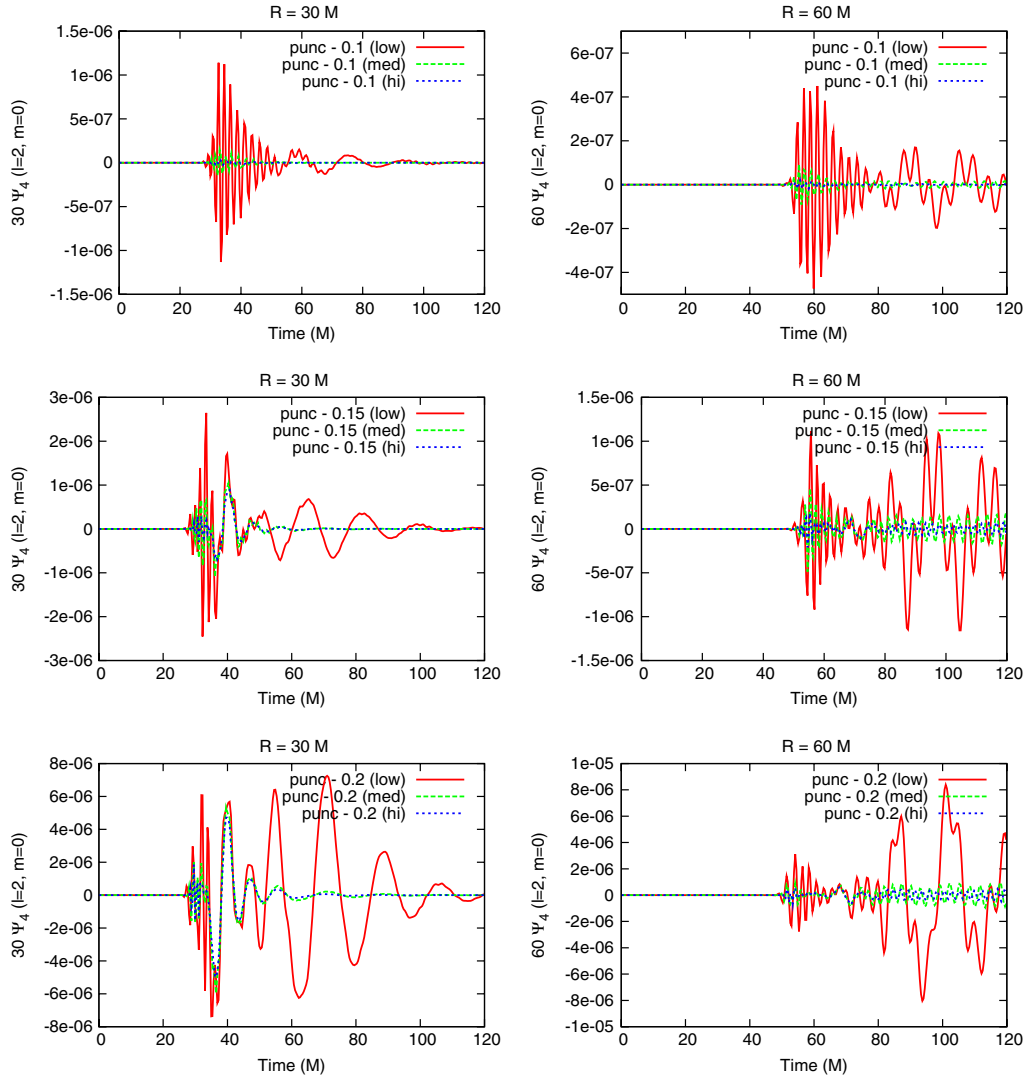 R = 30 M
1.5e-06
1e-06
5e-07
0
-5e-07
-1e-06
-1.5e-06
punc - 0.1 (low)
punc - 0.1 (med)
punc - 0.1 (hi)
30 Ψ4 (l=2, m=0)
0 20 40 60 80 100 120
Time (M)
R = 60 M
6e-07
4e-07
2e-07
0
-2e-07
-4e-07
punc - 0.1 (low)
punc - 0.1 (med)
punc - 0.1 (hi)
60 Ψ4 (l=2, m=0)
0 20 40 60 80 100 120
Time (M)
R = 30 M
3e-06
2e-06
1e-06
0
-1e-06
-2e-06
-3e-06
punc - 0.15 (low)
punc - 0.15 (med)
punc - 0.15 (hi)
30 Ψ4 (l=2, m=0)
0 20 40 60 80 100 120
Time (M)
R = 60 M
1.5e-06
1e-06
5e-07
0
-5e-07
-1e-06
-1.5e-06
punc - 0.15 (low)
punc - 0.15 (med)
punc - 0.15 (hi)
60 Ψ4 (l=2, m=0)
0 20 40 60 80 100 120
Time (M)
R = 30 M
8e-06
6e-06
4e-06
2e-06
0
-2e-06
-4e-06
-6e-06
-8e-06
punc - 0.2 (low)
punc - 0.2 (med)
punc - 0.2 (hi)
30 Ψ4 (l=2, m=0)
0 20 40 60 80 100 120
Time (M)
R = 60 M
1e-05
8e-06
6e-06
4e-06
2e-06
0
-2e-06
-4e-06
-6e-06
-8e-06
-1e-05
punc - 0.2 (low)
punc - 0.2 (med)
punc - 0.2 (hi)
60 Ψ4 (l=2, m=0)
0 20 40 60 80 100 120
Time (M)